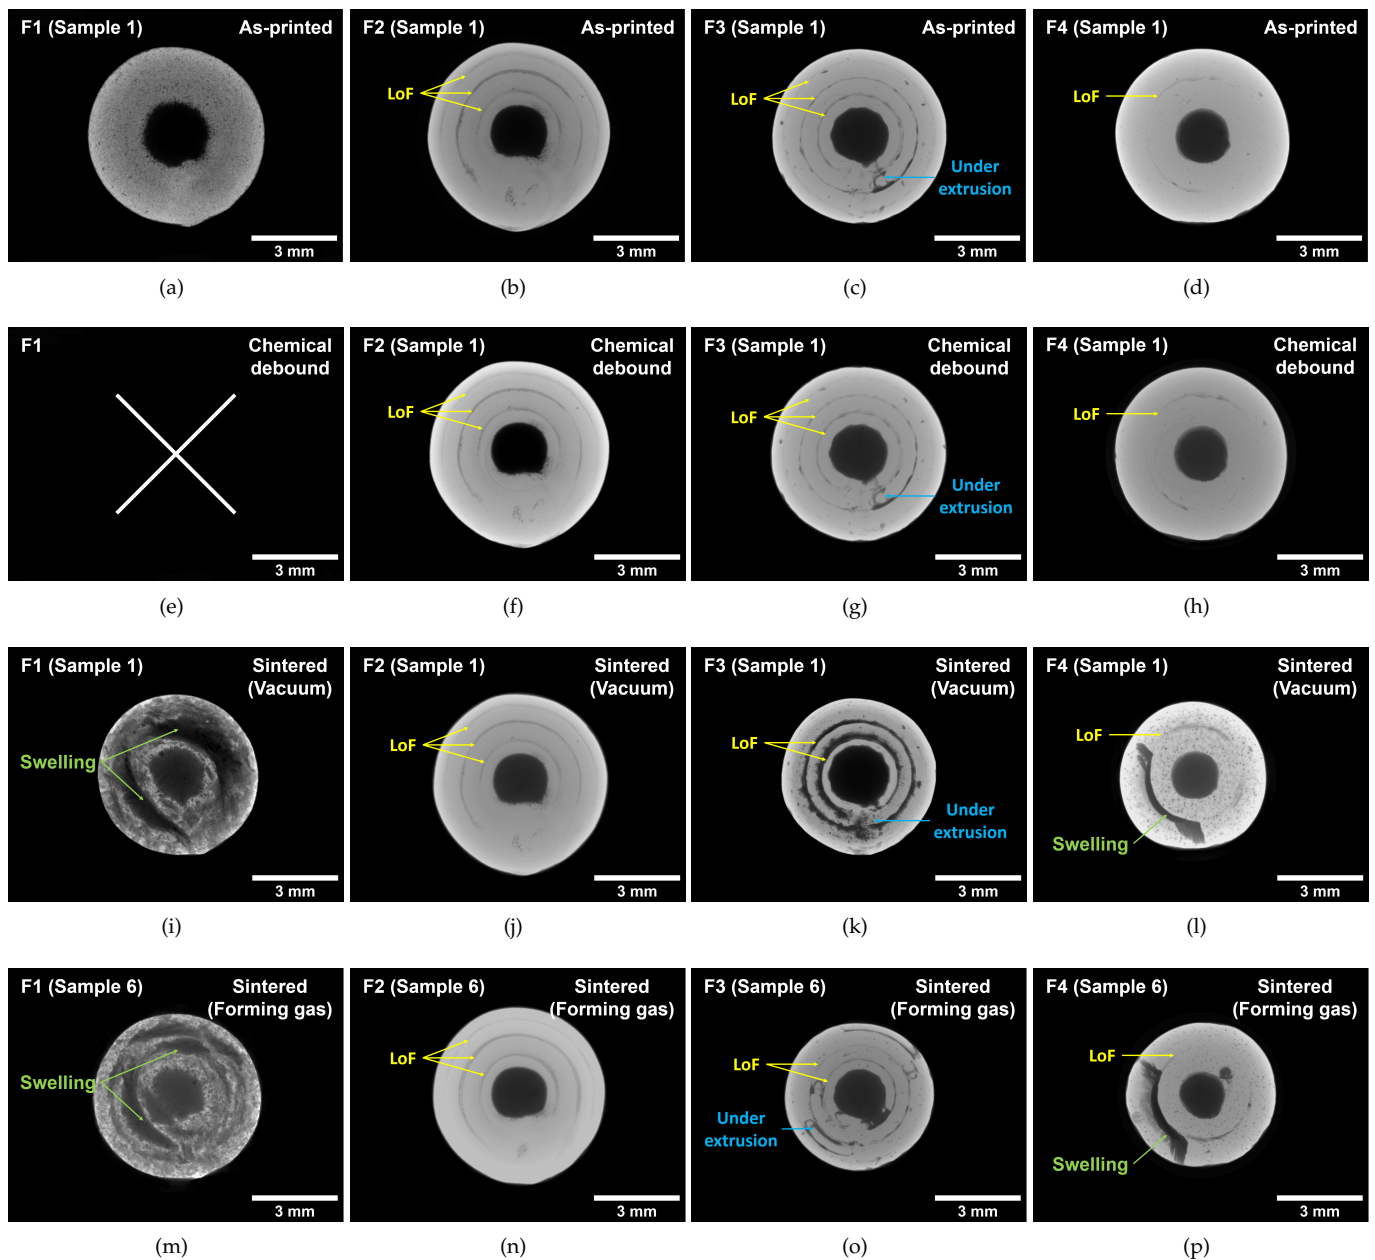 F1 (Sample 1) As-printed
3 mm
(a)
F2 (Sample 1) As-printed
LoF
3 mm
(b)
F3 (Sample 1) As-printed
LoF
Under
extrusion
3 mm
(c)
F4 (Sample 1) As-printed
LoF
3 mm
(d)
F1 Chemical
debound
3 mm
(e)
F2 (Sample 1) Chemical
debound
LoF
3 mm
(f)
F3 (Sample 1) Chemical
debound
LoF
Under
extrusion
3 mm
(g)
F4 (Sample 1) Chemical
debound
LoF
3 mm
(h)
F1 (Sample 1) Sintered
(Vacuum)
Swelling
3 mm
(i)
F2 (Sample 1) Sintered
(Vacuum)
LoF
3 mm
(j)
F3 (Sample 1) Sintered
(Vacuum)
LoF
Under
extrusion
3 mm
(k)
F4 (Sample 1) Sintered
(Vacuum)
LoF
Swelling
3 mm
(l)
F1 (Sample 6) Sintered
(Forming gas)
Swelling
3 mm
(m)
F2 (Sample 6) Sintered
(Forming gas)
LoF
3 mm
(n)
F3 (Sample 6) Sintered
(Forming gas)
LoF
Under
extrusion
3 mm
(o)
F4 (Sample 6) Sintered
(Forming gas)
LoF
Swelling
3 mm
(p)